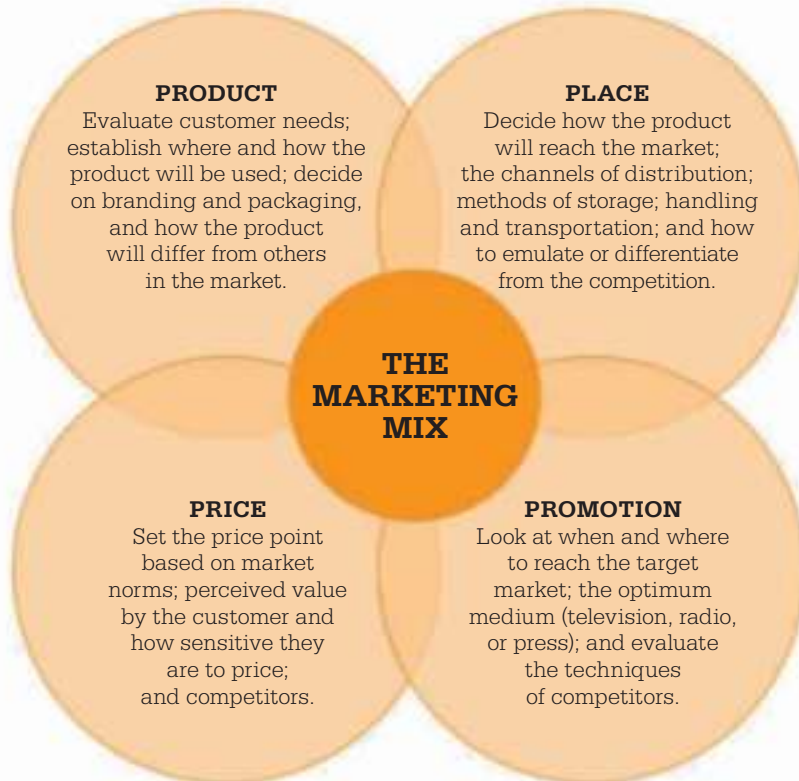 PRODUCT
Evaluate customer needs;
establish where and how the
product will be used; decide
on branding and packaging,
and how the product
will differ from others
in the market.
PLACE
Decide how the product
will reach the market;
the channels of distribution;
methods of storage; handling
and transportation; and how
to emulate or differentiate
from the competition.
THE
MARKETING
MIX
PRICE
Set the price point
based on market
norms; perceived value
by the customer and
how sensitive they
are to price;
and competitors.
PROMOTION
Look at when and where
to reach the target
market; the optimum
medium (television, radio,
or press); and evaluate
the techniques
of competitors.